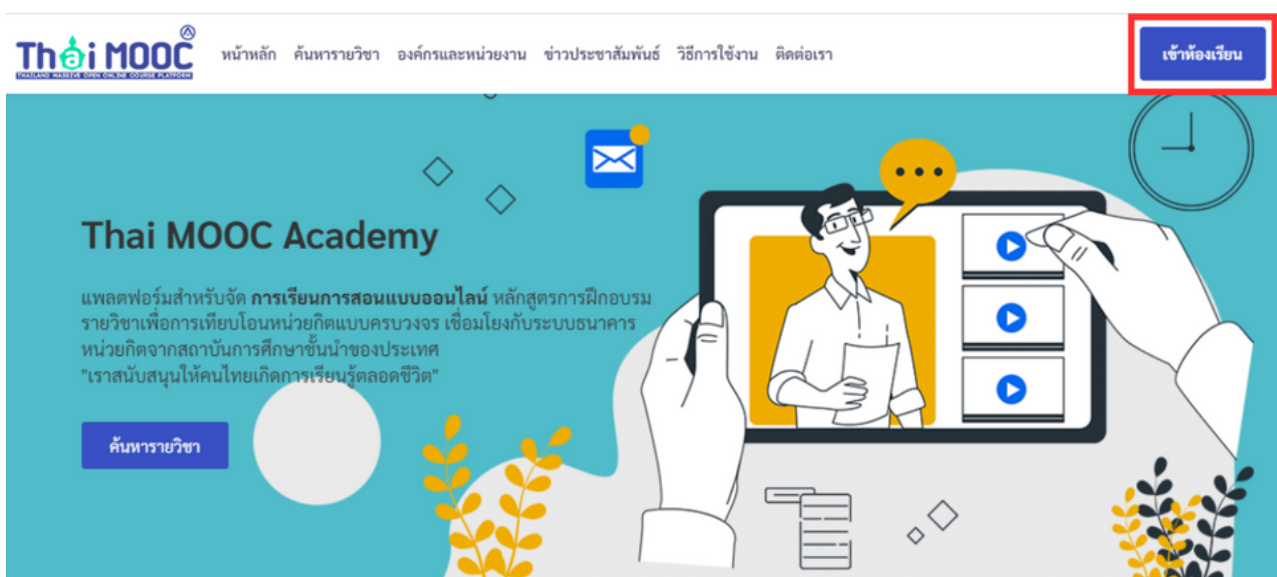 Thai MOOC
THAILAND MASSIVE OPEN ONLINE COURSE PLATFORM
หน้าหลัก ค้นหารายวิชา องค์กรและหน่วยงาน ข่าวประชาสัมพันธ์ วิธีการใช้งาน ติดต่อเรา
เข้าห้องเรียน
Thai MOOC Academy
แพลตฟอร์มสำหรับจัด การเรียนการสอนแบบออนไลน์ หลักสูตรการฝึกอบรม
รายวิชาเพื่อการเทียบโอนหน่วยกิตแบบครบวงจร เชื่อมโยงกับระบบธนาคาร
หน่วยกิตจากสถาบันการศึกษาชั้นนำของประเทศ
"เราสนับสนุนให้คนไทยเกิดการเรียนรู้ตลอดชีวิต"
ค้นหารายวิชา